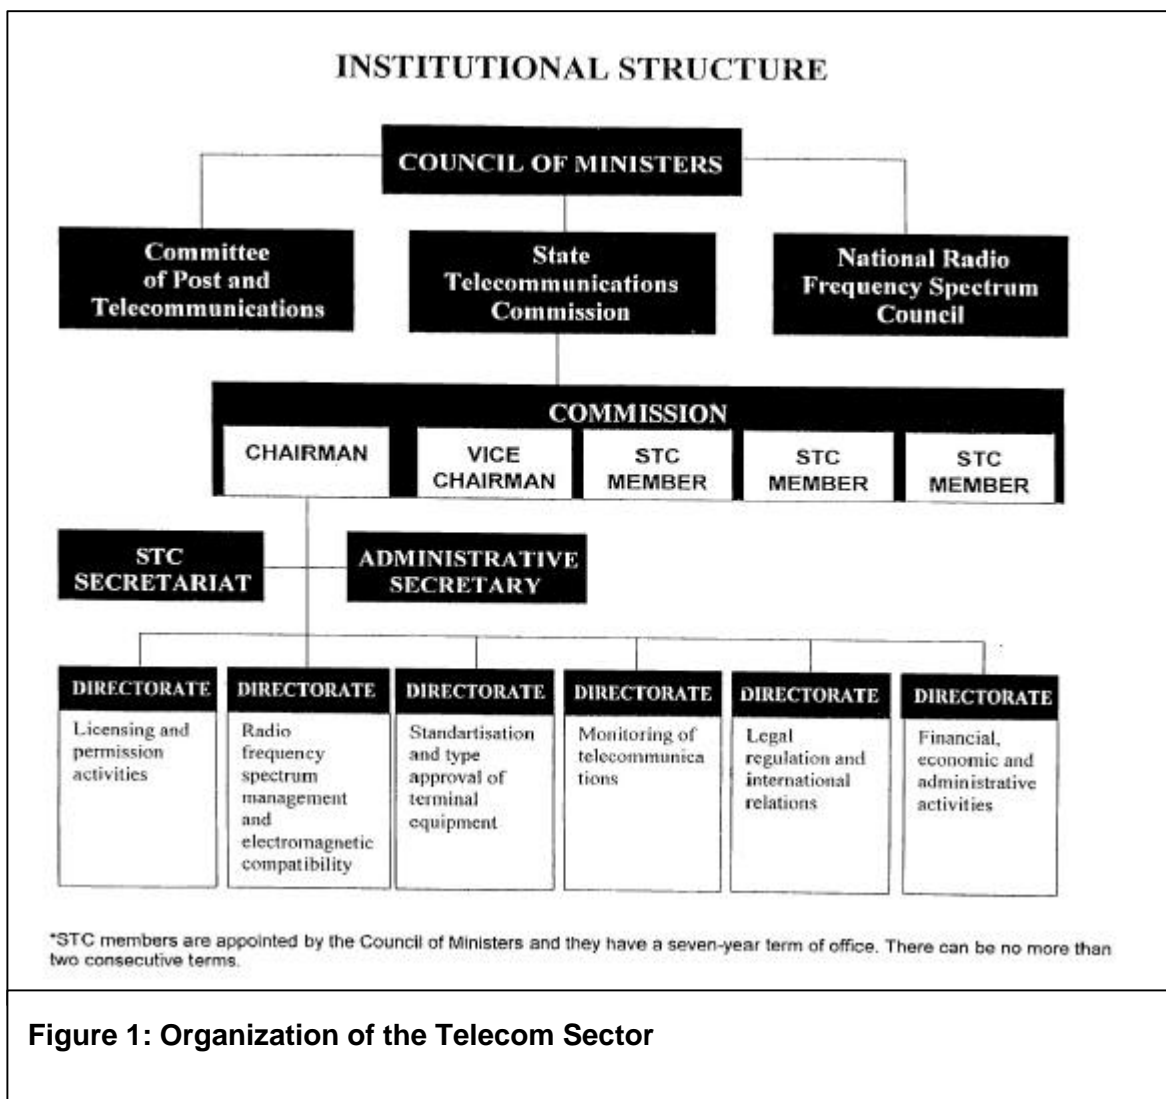 INSTITUTIONAL STRUCTURE
COUNCIL OF MINISTERS
Committee
of Post and
Telecommunications
State
Telecommunications
Commission
National Radio
Frequency Spectrum
Council
COMMISSION
CHAIRMAN
VICE
CHAIRMAN
STC
MEMBER
STC
MEMBER
STC
MEMBER
STC
SECRETARIAT
ADMINISTRATIVE
SECRETARY
DIRECTORATE
Licensing and
permission
activities
DIRECTORATE
Radio
frequency
spectrum
management
and
electromagnetic
compatibility
DIRECTORATE
Standartisation
and type
approval of
terminal
equipment
DIRECTORATE
Monitoring of
telecommunica
tions
DIRECTORATE
Legal
regulation and
international
relations
DIRECTORATE
Financial,
economic and
administrative
activities
*STC members are appointed by the Council of Ministers and they have a seven-year term of office. There can be no more than
two consecutive terms.
Figure 1: Organization of the Telecom Sector